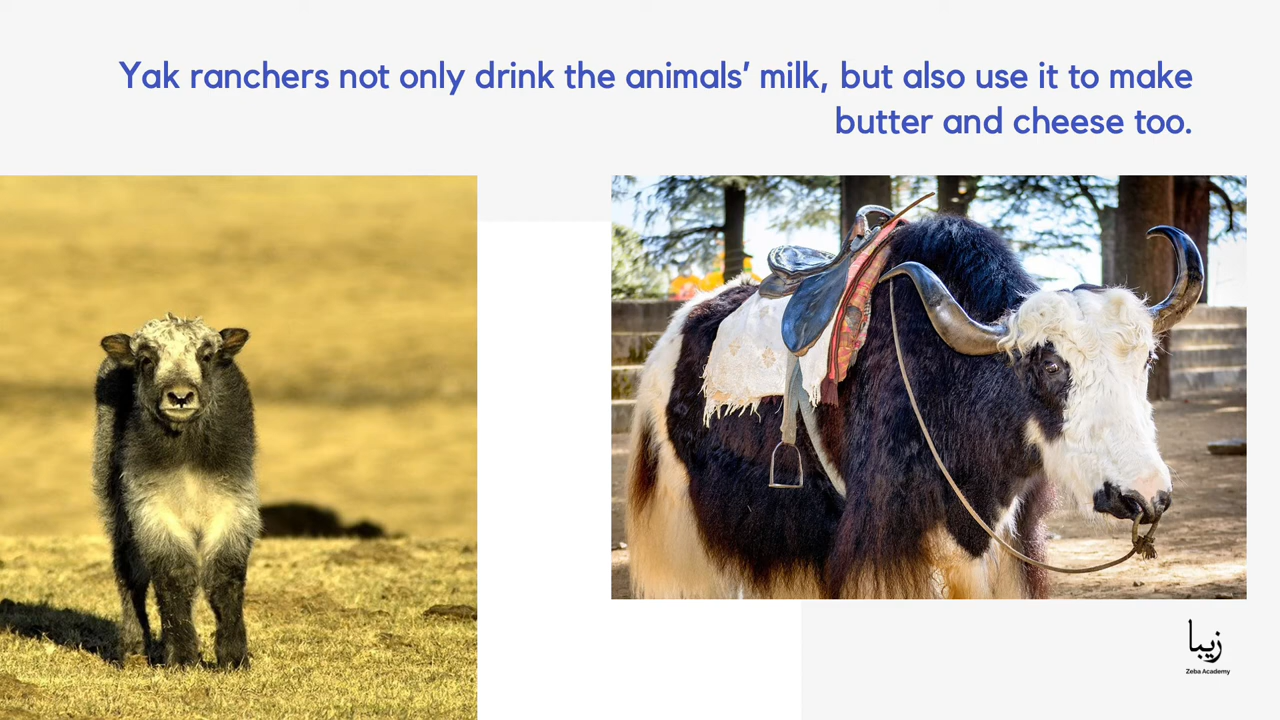 Yak ranchers not only drink the animals’ milk, but also use it to make
butter and cheese too.
زیبا
Zeba Academy